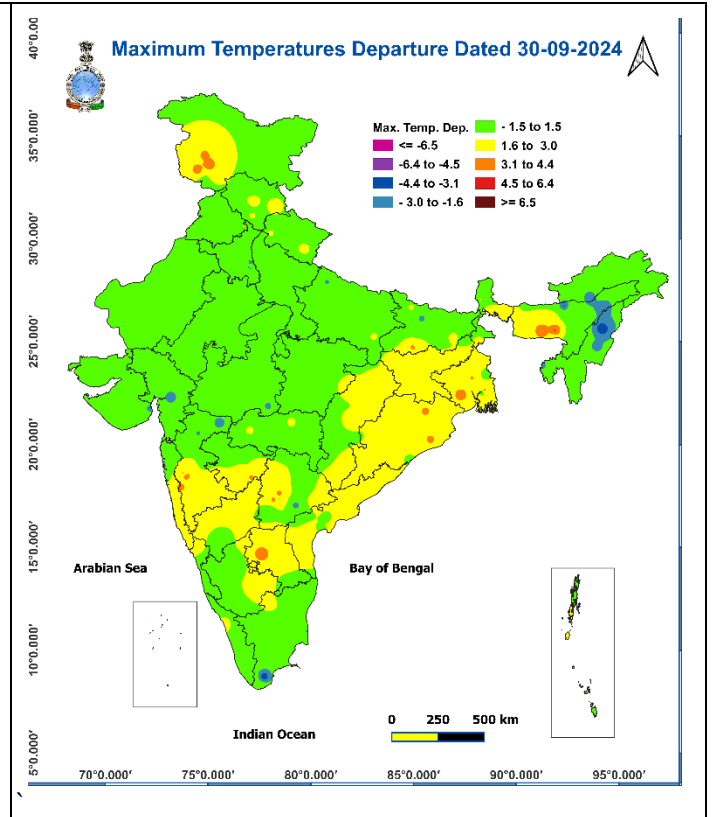 Maximum Temperatures Departure Dated 30-09-2024
Max. Temp. Dep.
<= -6.5
-6.4 to -4.5
-4.4 to -3.1
- 3.0 to -1.6
- 1.5 to 1.5
1.6 to 3.0
3.1 to 4.4
4.5 to 6.4
>= 6.5
40°0.00
35°0.000'
30°0.000'
25°0.000'
20°0.000'
15°0.000'
10°0.000'
5°0.000'
Arabian Sea
Bay of Bengal
Indian Ocean
0 250 500 km
70°0.000' 75°0.000' 80°0.000' 85°0.000' 90°0.000' 95°0.000'
`